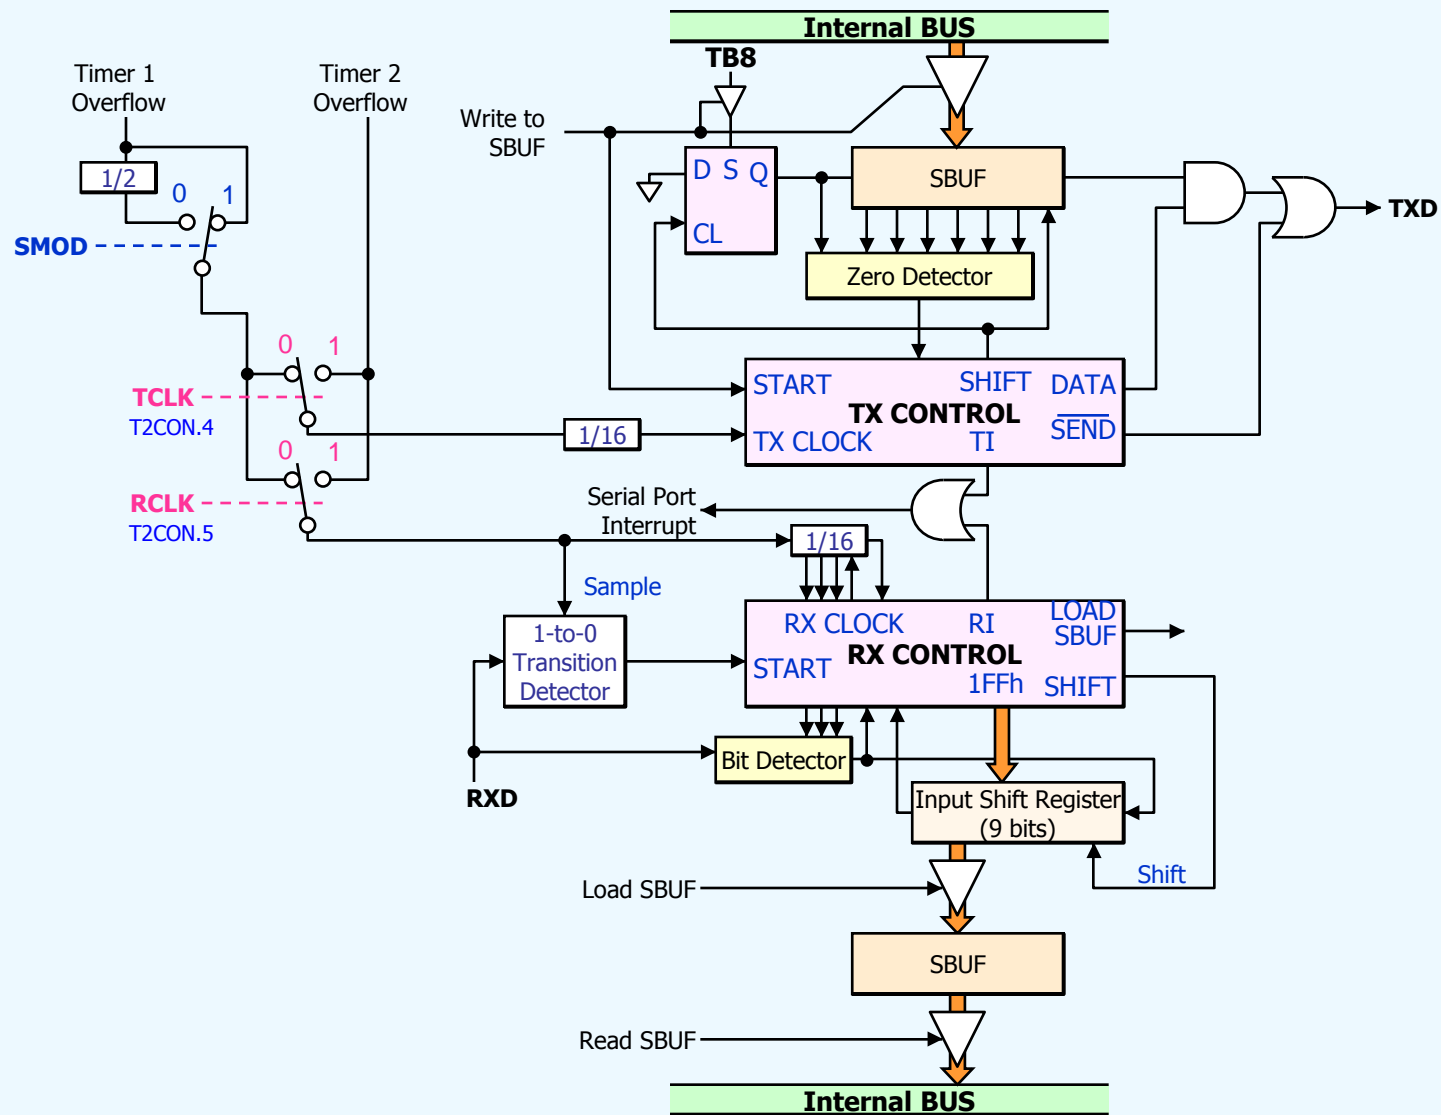 Internal BUS
TB8
Timer 1
Overflow
Timer 2
Overflow
Write to
SBUF
1/2
0
1
SMOD
D S Q
CL
SBUF
TXD
Zero Detector
0
1
TCLK
T2CON.4
1/16
START
SHIFT
DATA
TX CONTROL
TX CLOCK
TI
SEND
0
1
RCLK
T2CON.5
Serial Port
Interrupt
1/16
Sample
1-to-0
Transition
Detector
RX CLOCK
RI
LOAD
SBUF
RX CONTROL
START
1FFh
SHIFT
Bit Detector
RXD
Input Shift Register
(9 bits)
Shift
Load SBUF
SBUF
Read SBUF
Internal BUS